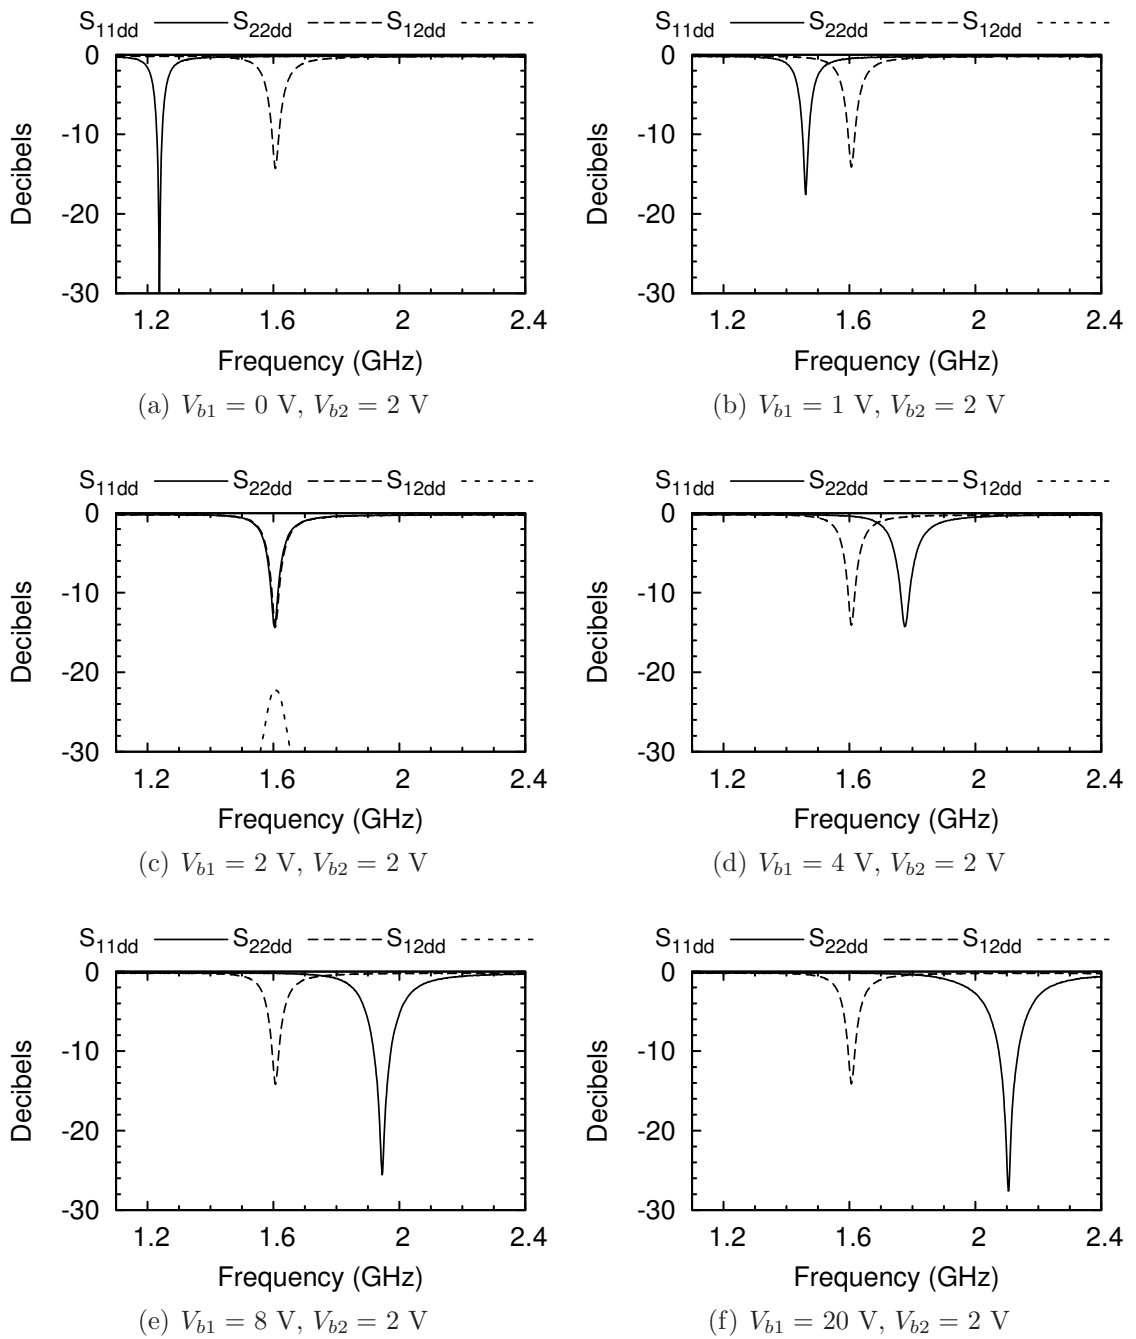 S11dd S22dd S12dd
0
-10
-20
-30
Decibels
1.2 1.6 2 2.4
Frequency (GHz)
(a) Vb1 = 0 V, Vb2 = 2 V
S11dd S22dd S12dd
0
-10
-20
-30
Decibels
1.2 1.6 2 2.4
Frequency (GHz)
(b) Vb1 = 1 V, Vb2 = 2 V
S11dd S22dd S12dd
0
-10
-20
-30
Decibels
1.2 1.6 2 2.4
Frequency (GHz)
(c) Vb1 = 2 V, Vb2 = 2 V
S11dd S22dd S12dd
0
-10
-20
-30
Decibels
1.2 1.6 2 2.4
Frequency (GHz)
(d) Vb1 = 4 V, Vb2 = 2 V
S11dd S22dd S12dd
0
-10
-20
-30
Decibels
1.2 1.6 2 2.4
Frequency (GHz)
(e) Vb1 = 8 V, Vb2 = 2 V
S11dd S22dd S12dd
0
-10
-20
-30
Decibels
1.2 1.6 2 2.4
Frequency (GHz)
(f) Vb1 = 20 V, Vb2 = 2 V